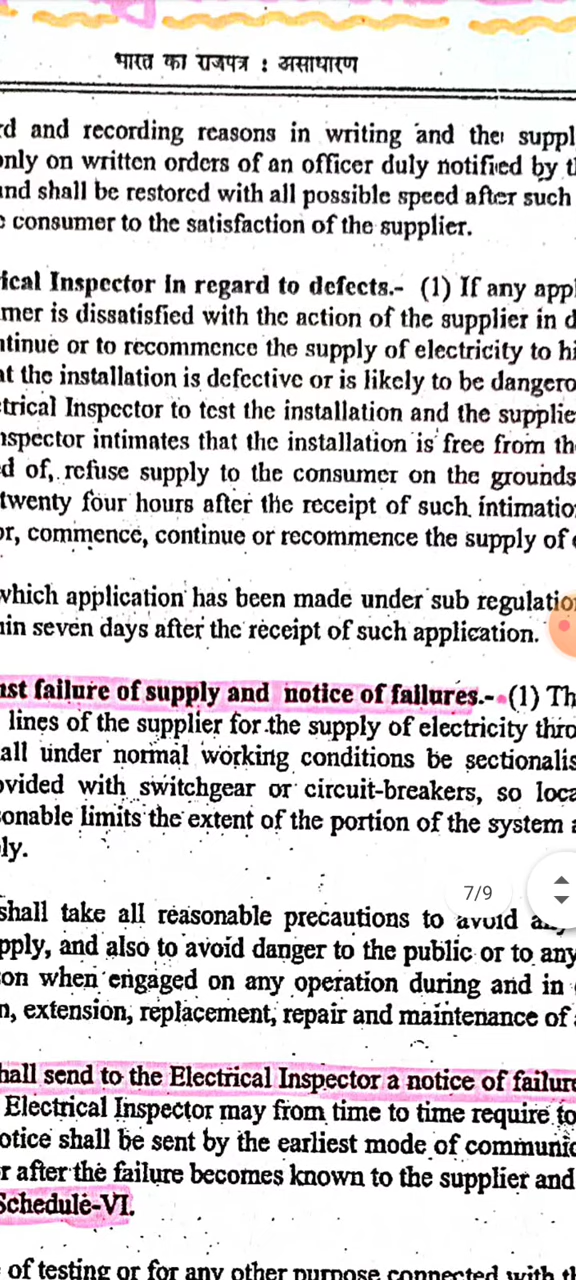 भारत का राजपत्र : असाधारण
rd and recording reasons in writing and the suppl
only on written orders of an officer duly notified by th
and shall be restored with all possible speed after such
e consumer to the satisfaction of the supplier.
rical Inspector in regard to defects.- (1) If any appl
mer is dissatisfied with the action of the supplier in d
ntinue or to recommence the supply of electricity to hi
at the installation is defective or is likely to be dangero
ctrical Inspector to test the installation and the supplie
nspector intimates that the installation is free from the
d of, refuse supply to the consumer on the grounds
twenty four hours after the receipt of such intimatio
or, commence, continue or recommence the supply of e
which application has been made under sub regulatio
hin seven days after the receipt of such application.
nst failure of supply and notice of failures.- (1) Th
lines of the supplier for the supply of electricity thro
all under normal working conditions be sectionalis
ovided with switchgear or circuit-breakers, so loca
sonable limits the extent of the portion of the system a
ly.
7/9
shall take all reasonable precautions to avoid any
pply, and also to avoid danger to the public or to any
son when engaged on any operation during and in
n, extension, replacement, repair and maintenance of
hall send to the Electrical Inspector a notice of failure
Electrical Inspector may from time to time require fo
otice shall be sent by the earliest mode of communic
r after the failure becomes known to the supplier and
Schedule-VI.
of testing or for any other purpose connected with th